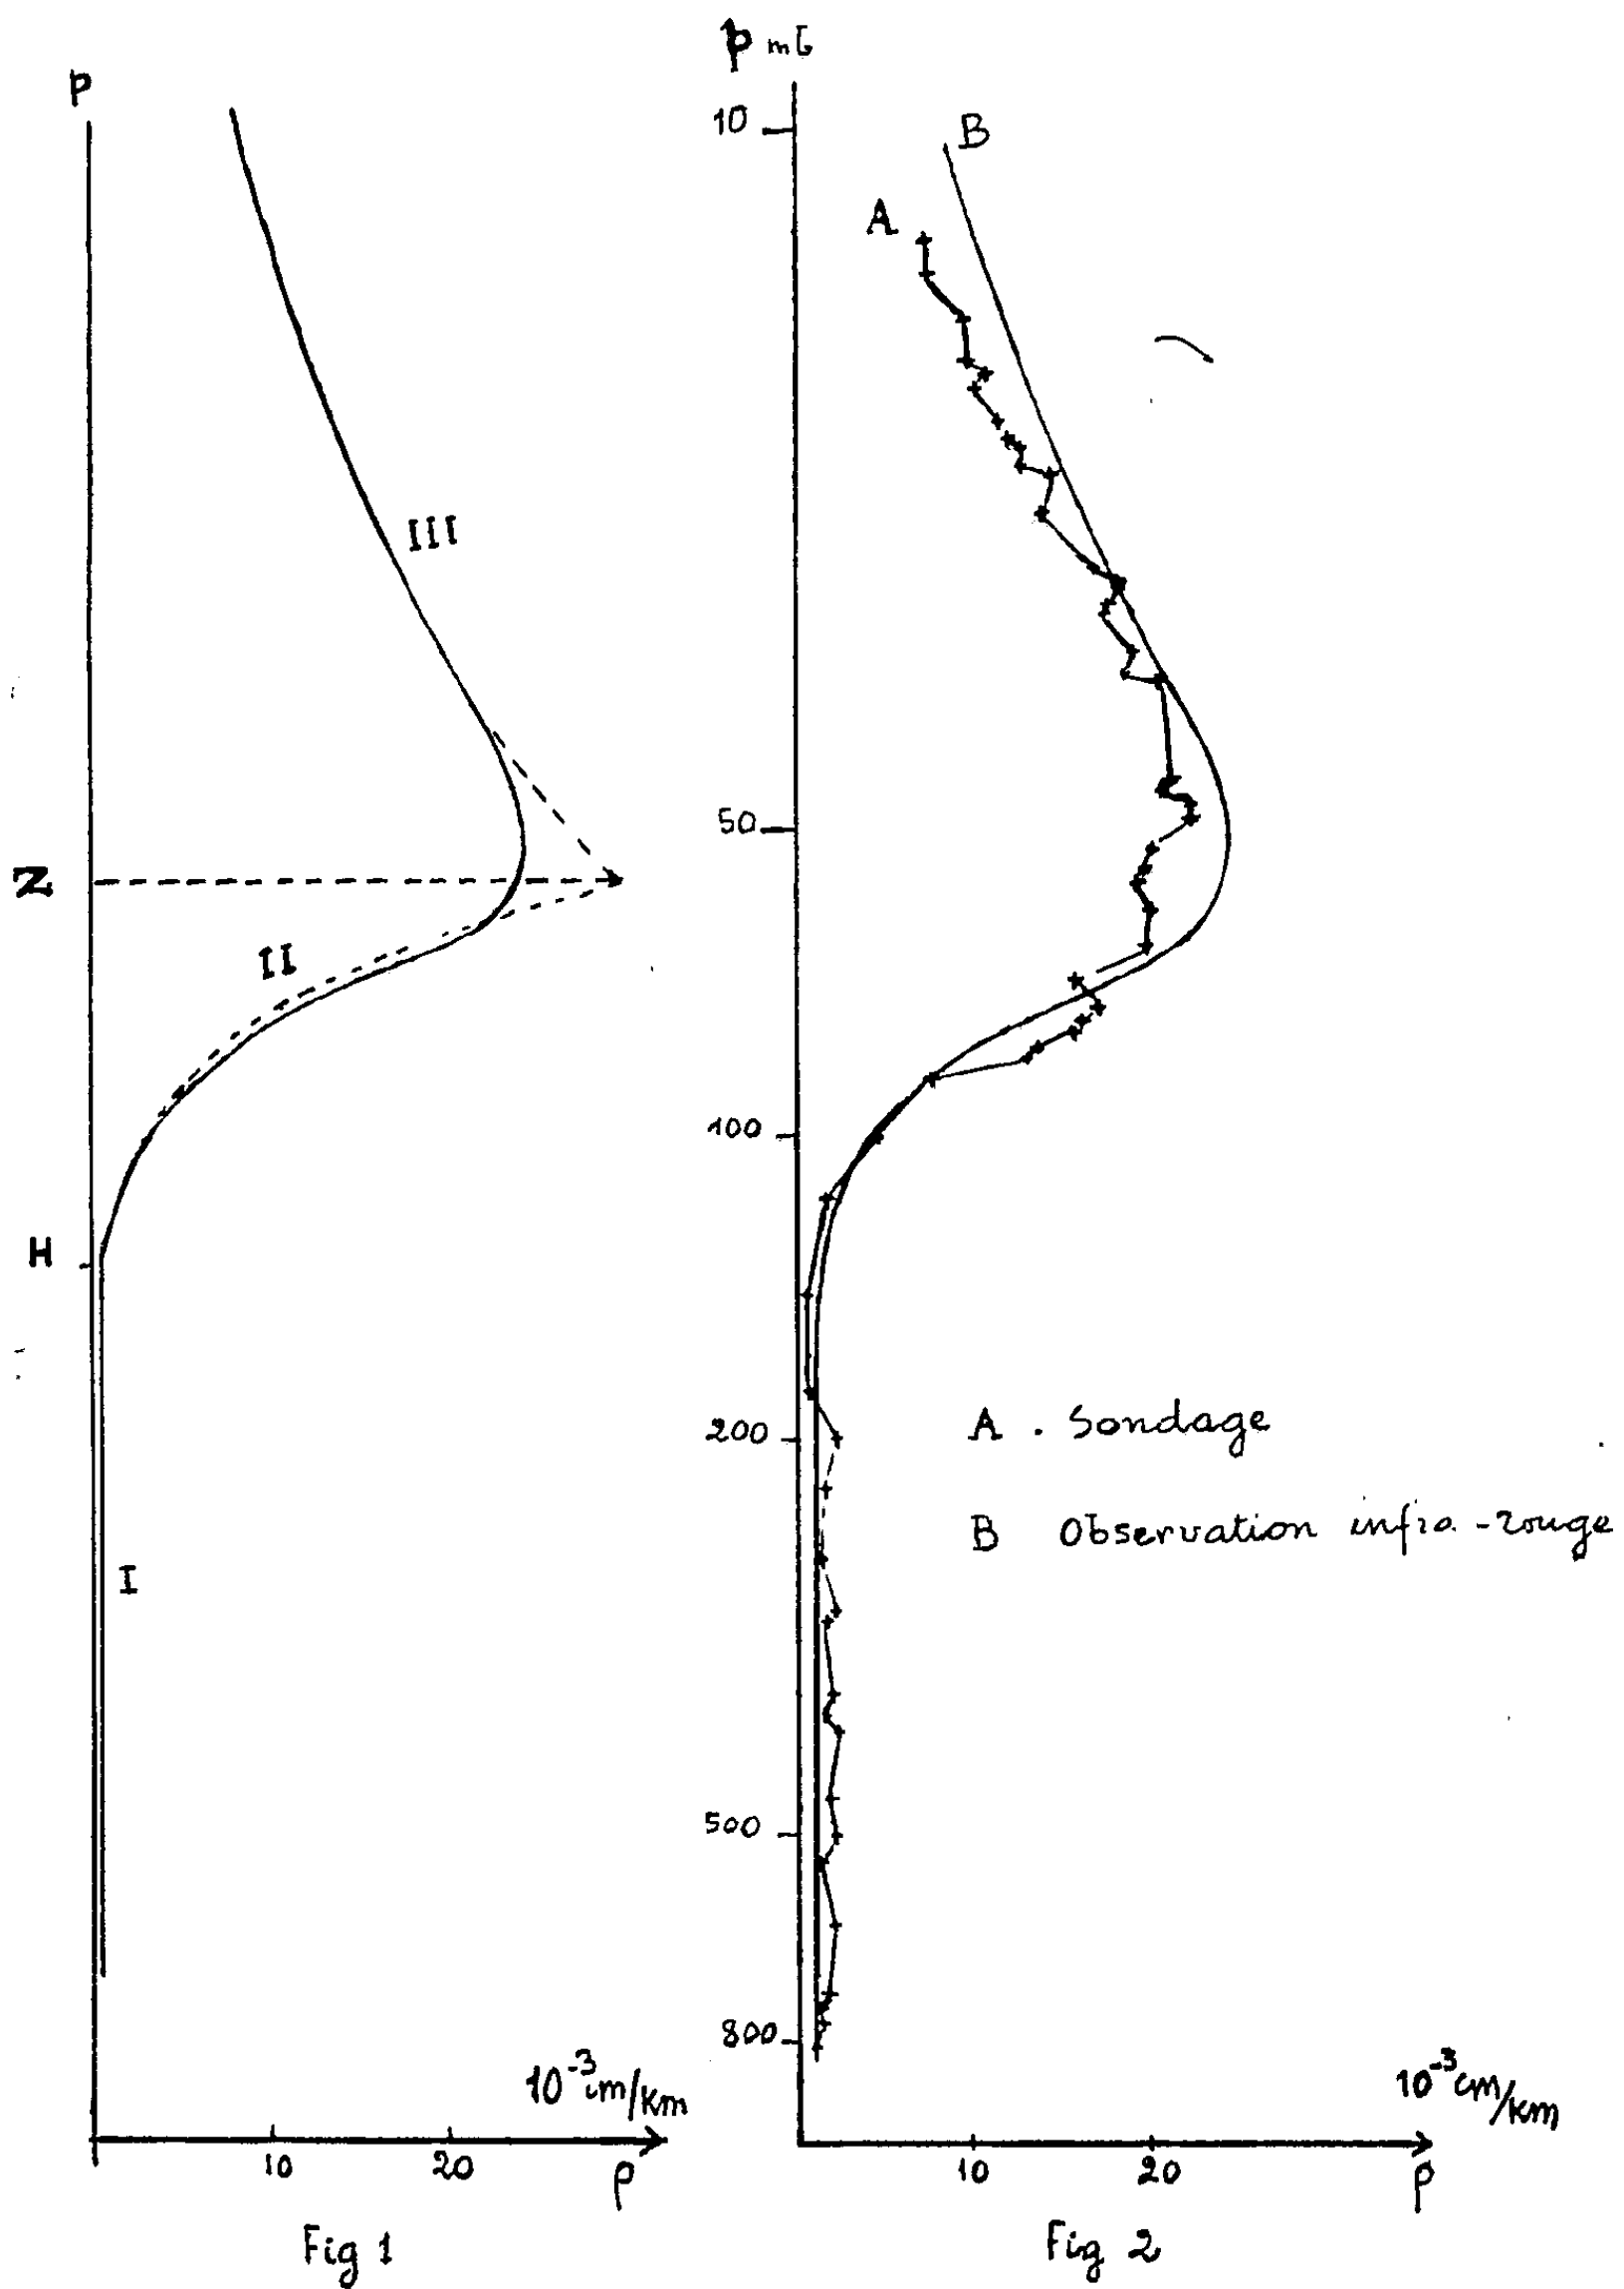 P
III
Z
II
H
I
10⁻³ cm/km
10 20 ρ
Fig 1
p mb
10
B
A
50
100
200
500
800
A . Sondage
B Observation infra-rouge
10⁻³ cm/km
10 20 ρ
Fig 2